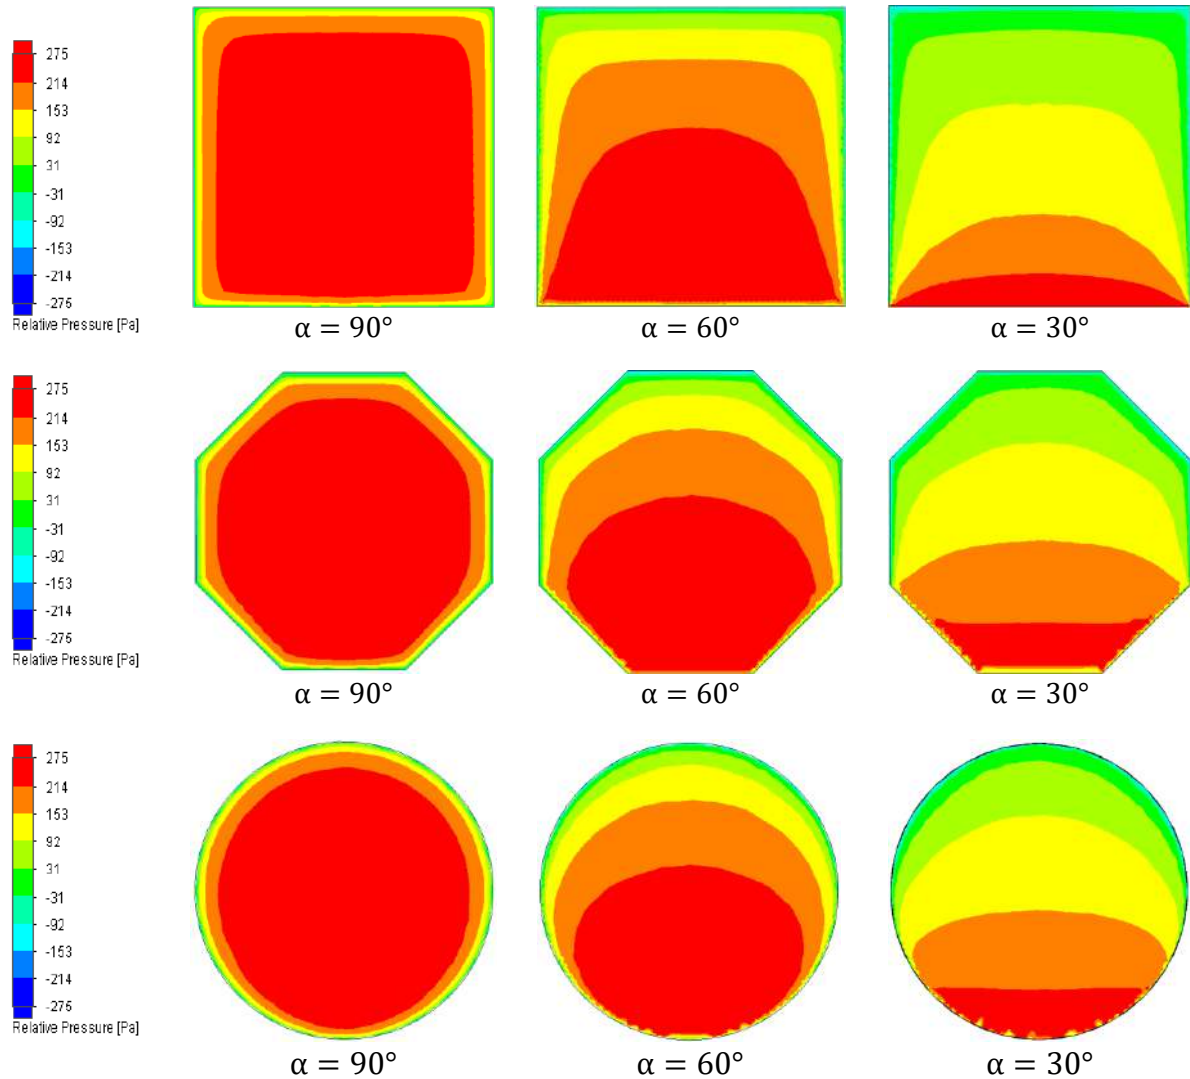 275
214
153
92
31
-31
-92
-153
-214
-275
Relative Pressure [Pa]
α = 90°
α = 60°
α = 30°
275
214
153
92
31
-31
-92
-153
-214
-275
Relative Pressure [Pa]
α = 90°
α = 60°
α = 30°
275
214
153
92
31
-31
-92
-153
-214
-275
Relative Pressure [Pa]
α = 90°
α = 60°
α = 30°